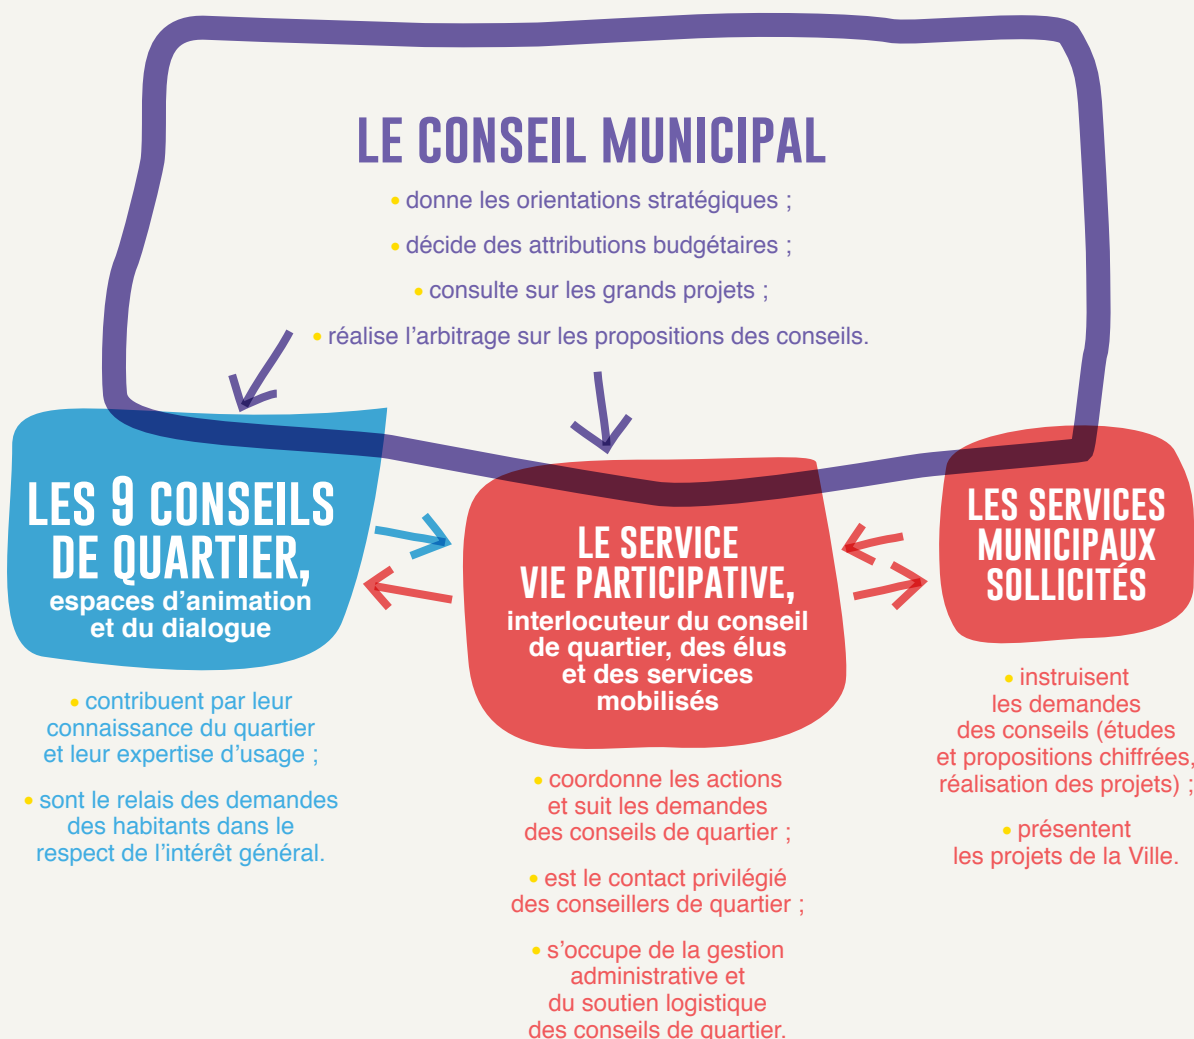 LE CONSEIL MUNICIPAL
• donne les orientations stratégiques ;
• décide des attributions budgétaires ;
• consulte sur les grands projets ;
• réalise l’arbitrage sur les propositions des conseils.
LES 9 CONSEILS
DE QUARTIER,
espaces d’animation
et du dialogue
• contribuent par leur
connaissance du quartier
et leur expertise d’usage ;
• sont le relais des demandes
des habitants dans le
respect de l’intérêt général.
LE SERVICE
VIE PARTICIPATIVE,
interlocuteur du conseil
de quartier, des élus
et des services
mobilisés
• coordonne les actions
et suit les demandes
des conseils de quartier ;
• est le contact privilégié
des conseillers de quartier ;
• s’occupe de la gestion
administrative et
du soutien logistique
des conseils de quartier.
LES SERVICES
MUNICIPAUX
SOLLICITÉS
• instruisent
les demandes
des conseils (études
et propositions chiffrées,
réalisation des projets) ;
• présentent
les projets de la Ville.